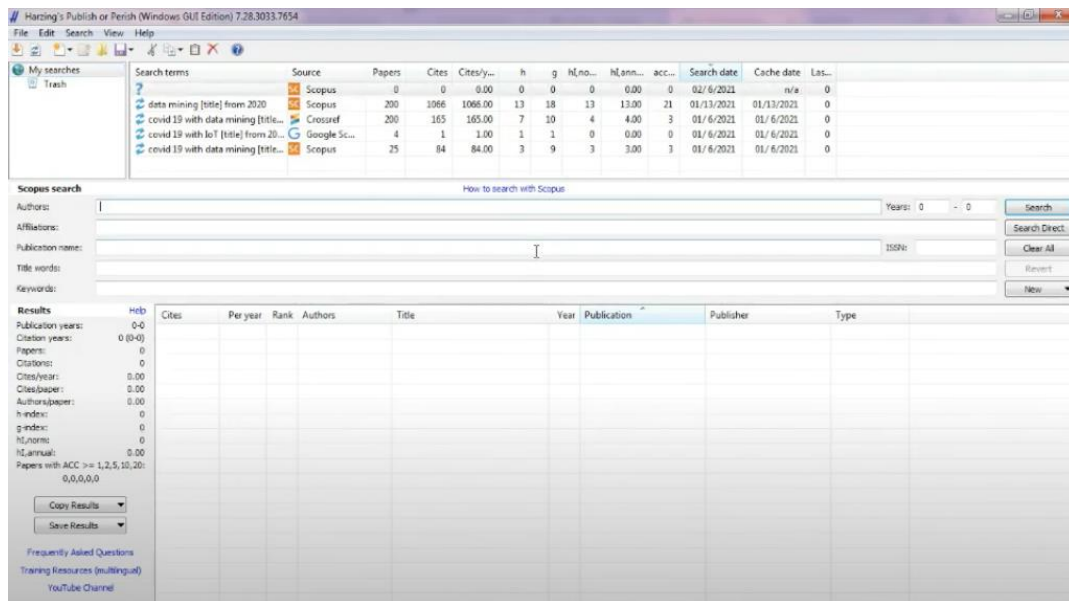 Harzing's Publish or Perish (Windows GUI Edition) 7.28.3033.7654
File Edit Search View Help
My searches
Trash
Search terms Source Papers Cites Cites/y... h g hI,no... hI,ann... acc... Search date Cache date Las...
? Scopus 0 0 0.00 0 0 0 0.00 0 02/ 6/2021 n/a 0
data mining [title] from 2020 Scopus 200 1066 1066.00 13 18 13 13.00 21 01/13/2021 01/13/2021 0
covid 19 with data mining [title... Crossref 200 165 165.00 7 10 4 4.00 3 01/ 6/2021 01/ 6/2021 0
covid 19 with IoT [title] from 20... Google Sc... 4 1 1.00 1 1 0 0.00 0 01/ 6/2021 01/ 6/2021 0
covid 19 with data mining [title... Scopus 25 84 84.00 3 9 3 3.00 3 01/ 6/2021 01/ 6/2021 0
Scopus search How to search with Scopus
Authors: Years: 0 - 0 Search
Affiliations: Search Direct
Publication name: ISSN: Clear All
Title words: Revert
Keywords: New
Results Help Cites Per year Rank Authors Title Year Publication Publisher Type
Publication years: 0-0
Citation years: 0 (0-0)
Papers: 0
Citations: 0
Cites/year: 0.00
Cites/paper: 0.00
Authors/paper: 0.00
h-index: 0
g-index: 0
hI,norm: 0
hI,annual: 0.00
Papers with ACC >= 1,2,5,10,20:
0,0,0,0,0
Copy Results
Save Results
Frequently Asked Questions
Training Resources (multilingual)
YouTube Channel